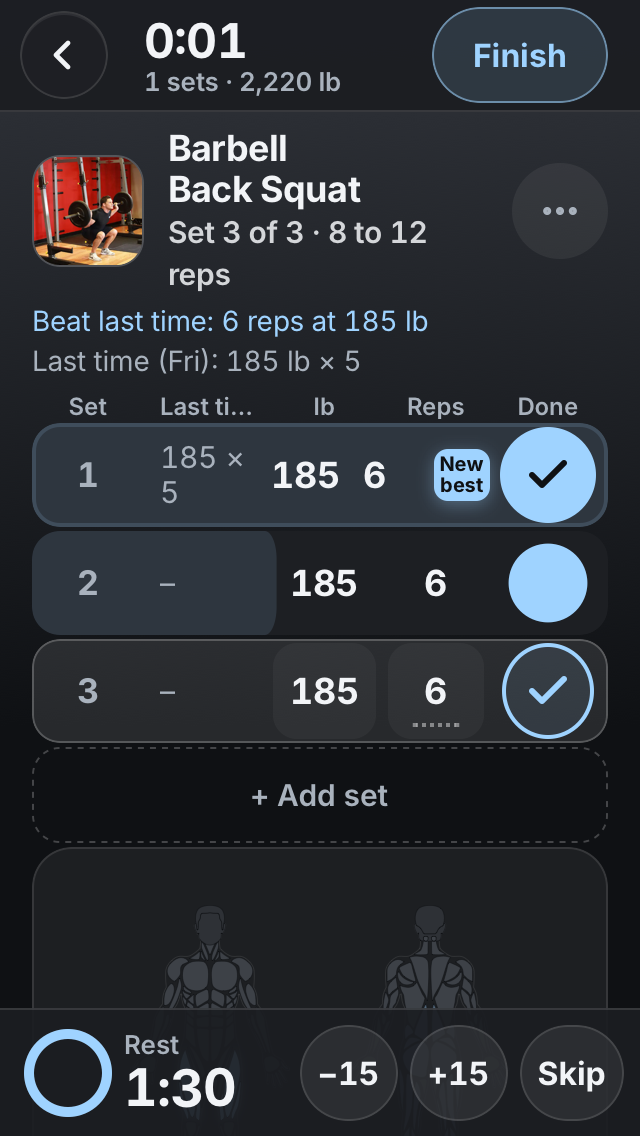 0:01
1 sets · 2,220 lb
Finish
Barbell
Back Squat
Set 3 of 3 · 8 to 12
reps
Beat last time: 6 reps at 185 lb
Last time (Fri): 185 lb × 5
Set Last ti... lb Reps Done
1 185 × 5 185 6 New best
2 – 185 6
3 – 185 6
+ Add set
Rest
1:30
−15 +15 Skip